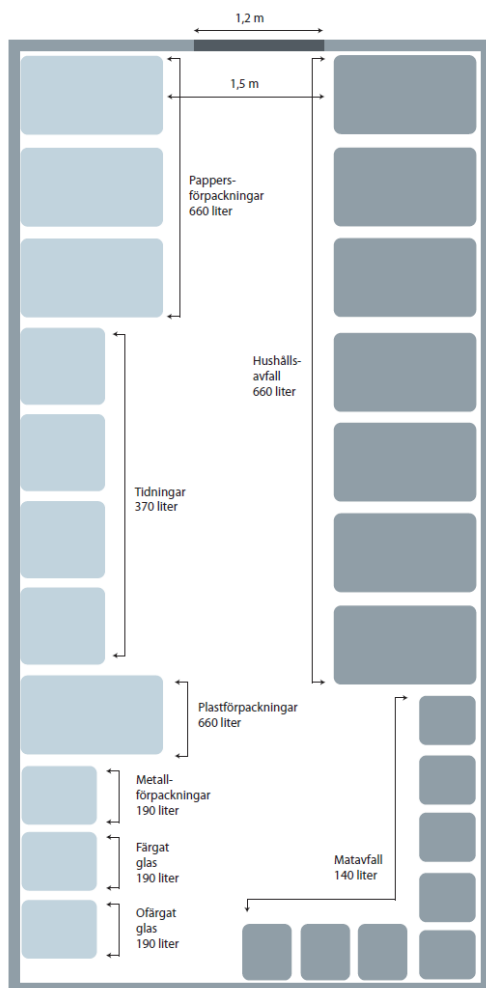 1,2 m
1,5 m
Pappers-
förpackningar
660 liter
Hushålls-
avfall
660 liter
Tidningar
370 liter
Plastförpackningar
660 liter
Metall-
förpackningar
190 liter
Färgat
glas
190 liter
Matavfall
140 liter
Ofärgat
glas
190 liter